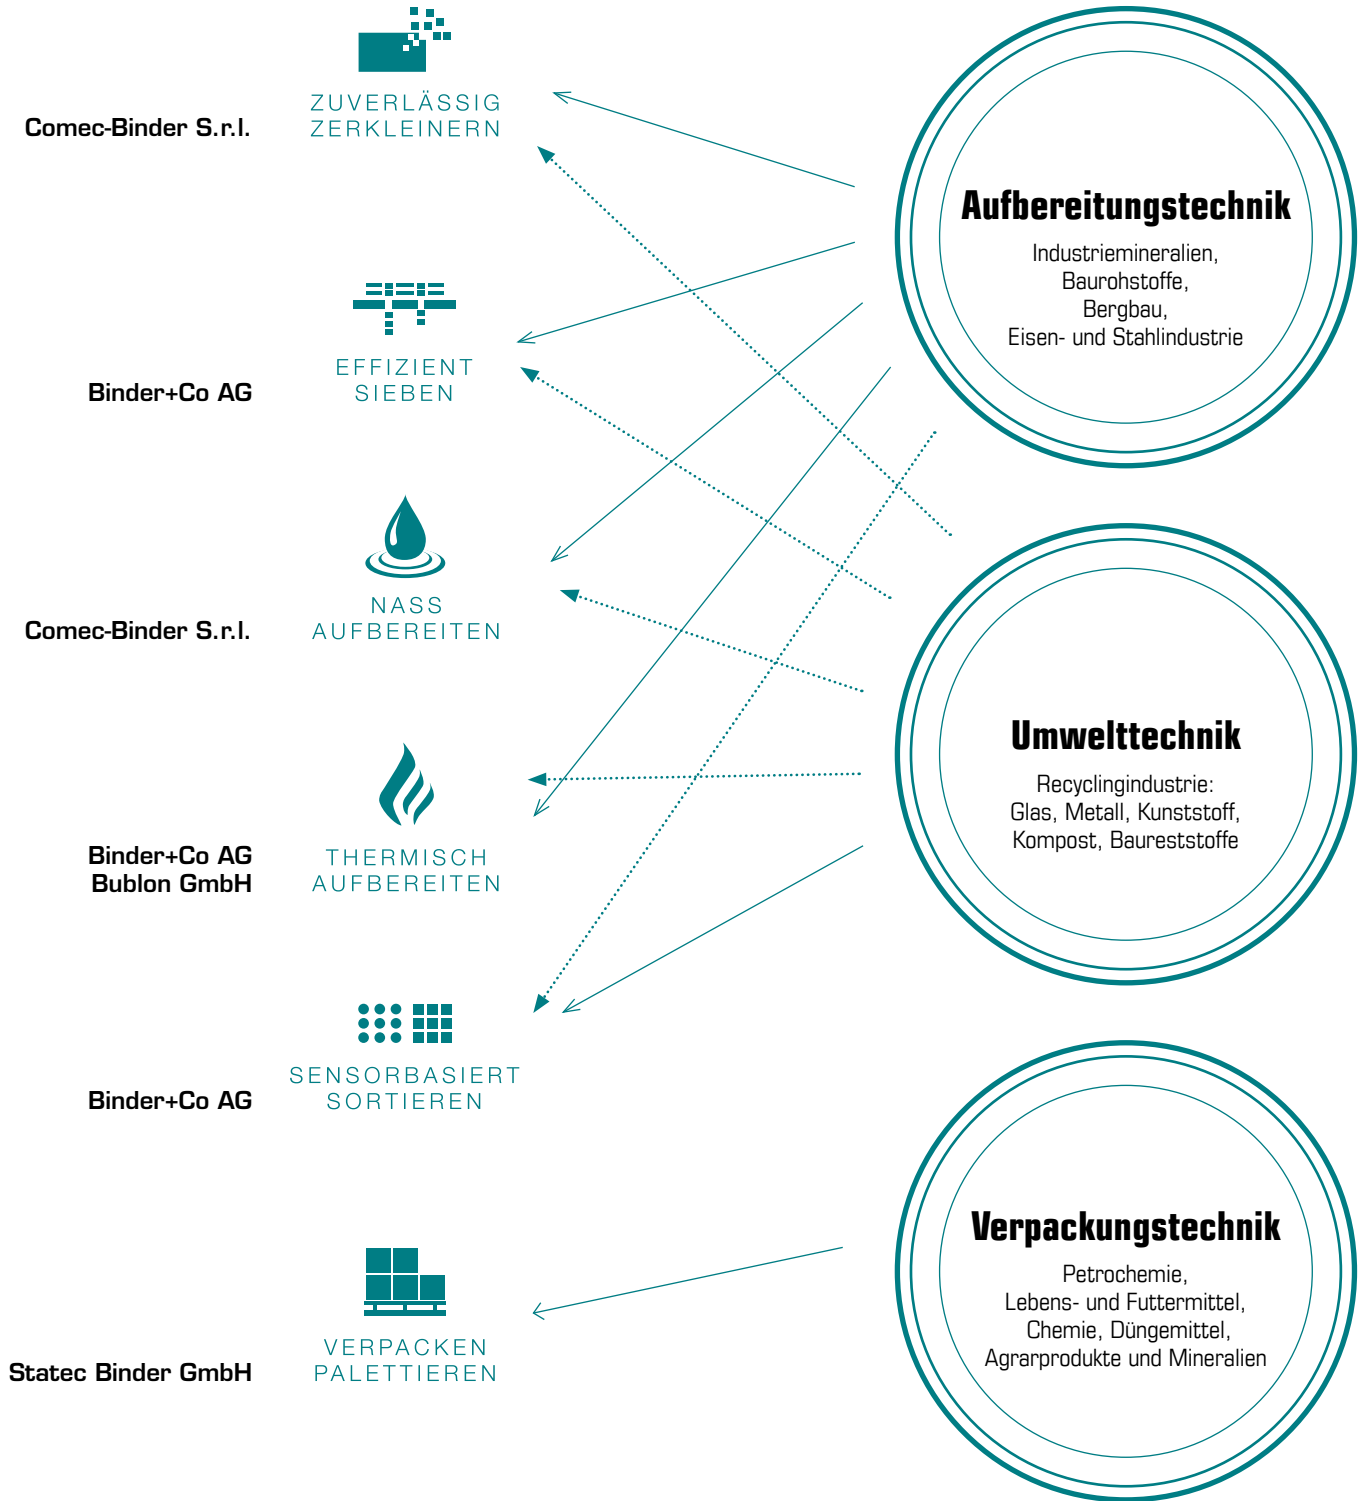 Comec-Binder S.r.l.
ZUVERLÄSSIG
ZERKLEINERN
Binder+Co AG
EFFIZIENT
SIEBEN
Comec-Binder S.r.l.
NASS
AUFBEREITEN
Binder+Co AG
Bublon GmbH
THERMISCH
AUFBEREITEN
Binder+Co AG
SENSORBASIERT
SORTIEREN
Statec Binder GmbH
VERPACKEN
PALETTIEREN
Aufbereitungstechnik
Industriemineralien,
Baurohstoffe,
Bergbau,
Eisen- und Stahlindustrie
Umwelttechnik
Recyclingindustrie:
Glas, Metall, Kunststoff,
Kompost, Baureststoffe
Verpackungstechnik
Petrochemie,
Lebens- und Futtermittel,
Chemie, Düngemittel,
Agrarprodukte und Mineralien